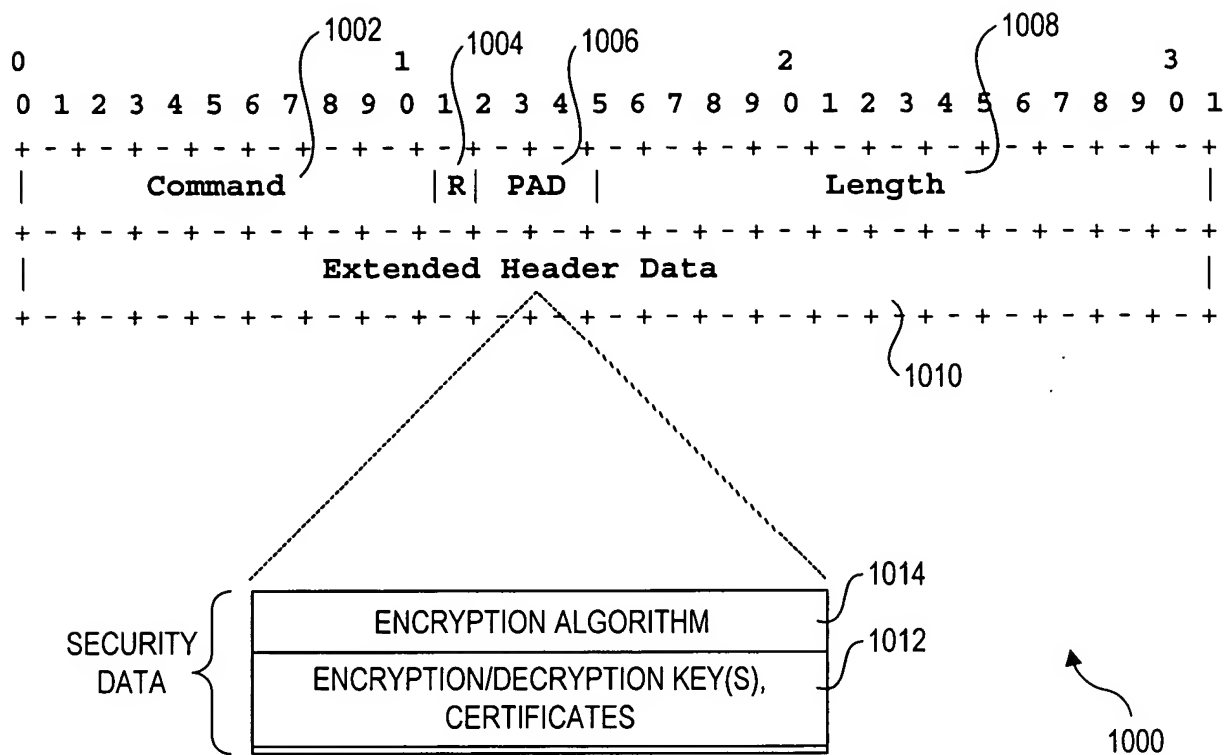 1002 1004 1006 1008
0 1 2 3
0 1 2 3 4 5 6 7 8 9 0 1 2 3 4 5 6 7 8 9 0 1 2 3 4 5 6 7 8 9 0 1
+ - + - + - + - + - + - + - + - + - + - + - + - + - + - + - + - + - + - + - + - + - +
| Command |R| PAD | Length |
+ - + - + - + - + - + - + - + - + - + - + - + - + - + - + - + - + - + - + - + - + - +
| Extended Header Data |
+ - + - + - + - + - + - + - + - + - + - + - + - + - + - + - + - + - + - + - + - + - +
1010
SECURITY DATA
ENCRYPTION ALGORITHM
1014
ENCRYPTION/DECRYPTION KEY(S),
CERTIFICATES
1012
1000